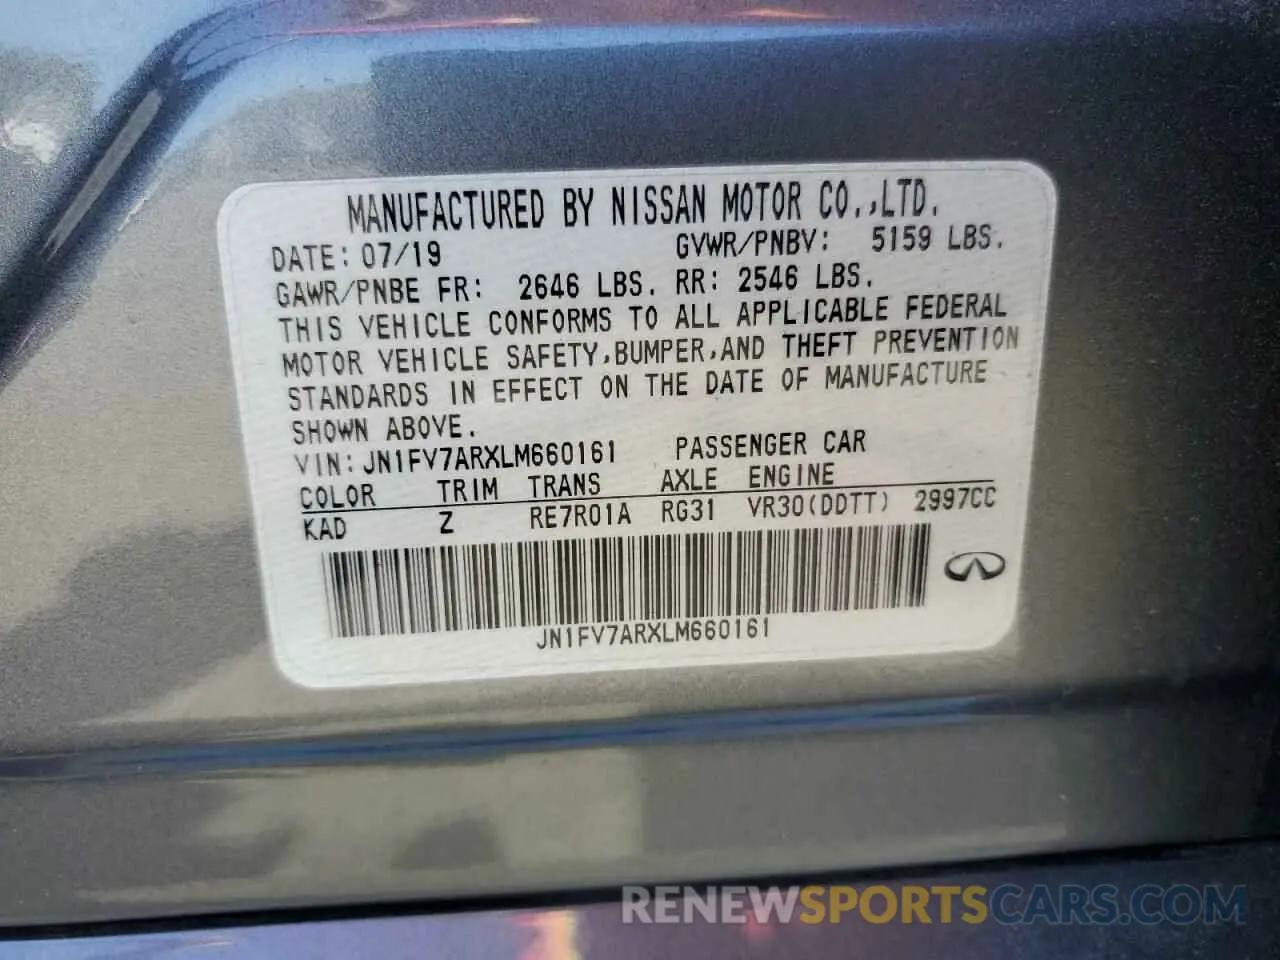 MANUFACTURED BY NISSAN MOTOR CO.,LTD.
DATE: 07/19 GVWR/PNBV: 5159 LBS.
GAWR/PNBE FR: 2646 LBS. RR: 2546 LBS.
THIS VEHICLE CONFORMS TO ALL APPLICABLE FEDERAL
MOTOR VEHICLE SAFETY,BUMPER,AND THEFT PREVENTION
STANDARDS IN EFFECT ON THE DATE OF MANUFACTURE
SHOWN ABOVE.
VIN: JN1FV7ARXLM660161 PASSENGER CAR
COLOR TRIM TRANS AXLE ENGINE
KAD Z RE7R01A RG31 VR30(DDTT) 2997CC
JN1FV7ARXLM660161
RENEWSPORTSCARS.COM